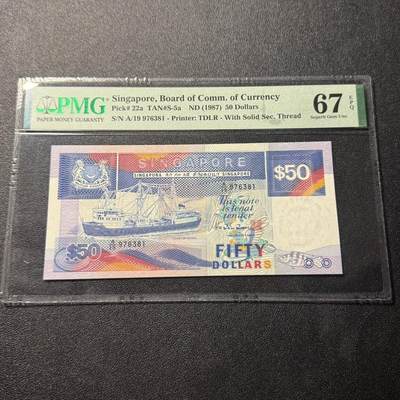 PMG
PAPER MONEY GUARANTY
Singapore, Board of Comm. of Currency
Pick# 22a TAN#S-5a ND (1987) 50 Dollars
S/N A/19 976381 - Printer: TDLR - With Solid Sec. Thread
67 EPQ
Superb Gem Unc
SINGAPORE
$50
This note
is legal
tender
A/19 976381
A/19 976381
$50
FIFTY
DOLLARS